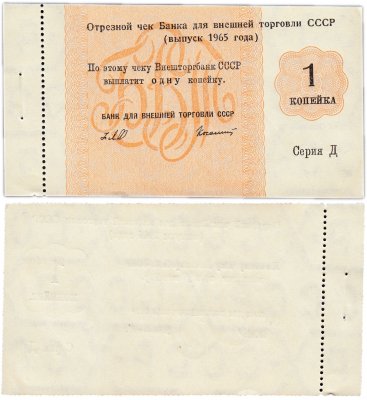 Отрезной чек Банка для внешней торговли СССР
(выпуск 1965 года)
По этому чеку Внешторгбанк СССР
выплатит одну копейку.
БАНК ДЛЯ ВНЕШНЕЙ ТОРГОВЛИ СССР
1
КОПЕЙКА
Серия Д